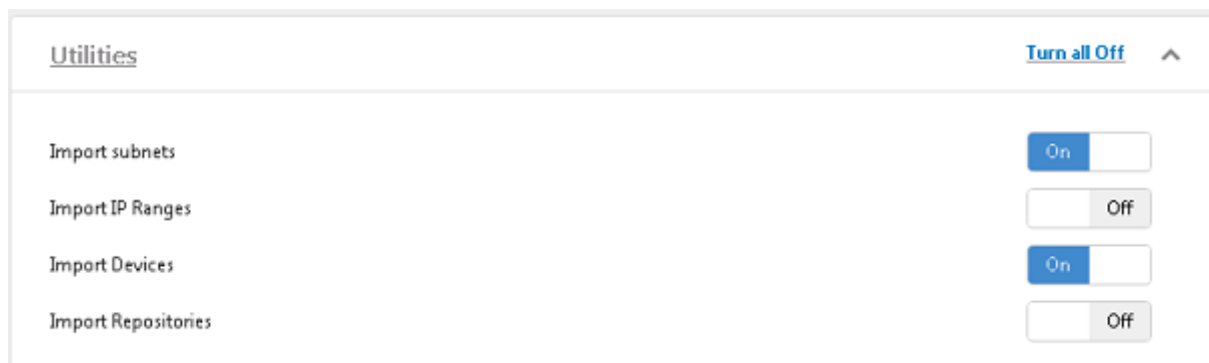 Utilities Turn all Off
Import subnets On
Import IP Ranges Off
Import Devices On
Import Repositories Off